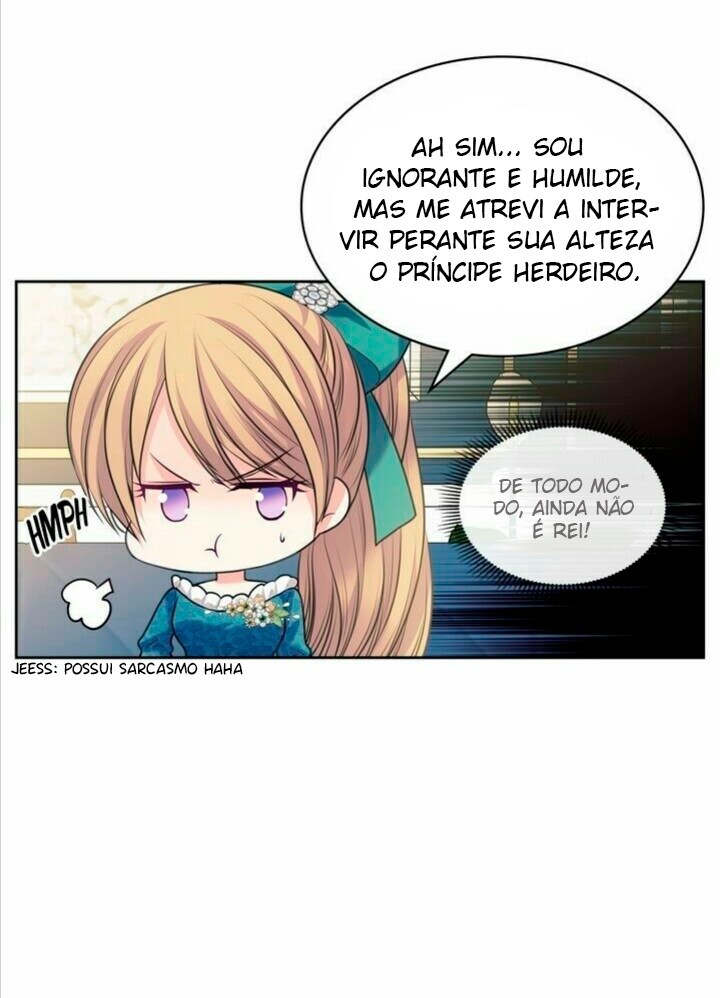 AH SIM... SOU
IGNORANTE E HUMILDE,
MAS ME ATREVI A INTER-
VIR PERANTE SUA ALTEZA
O PRÍNCIPE HERDEIRO.
DE TODO MO-
DO, AINDA NÃO
É REI!
HMPH
JEESS: POSSUI SARCASMO HAHA